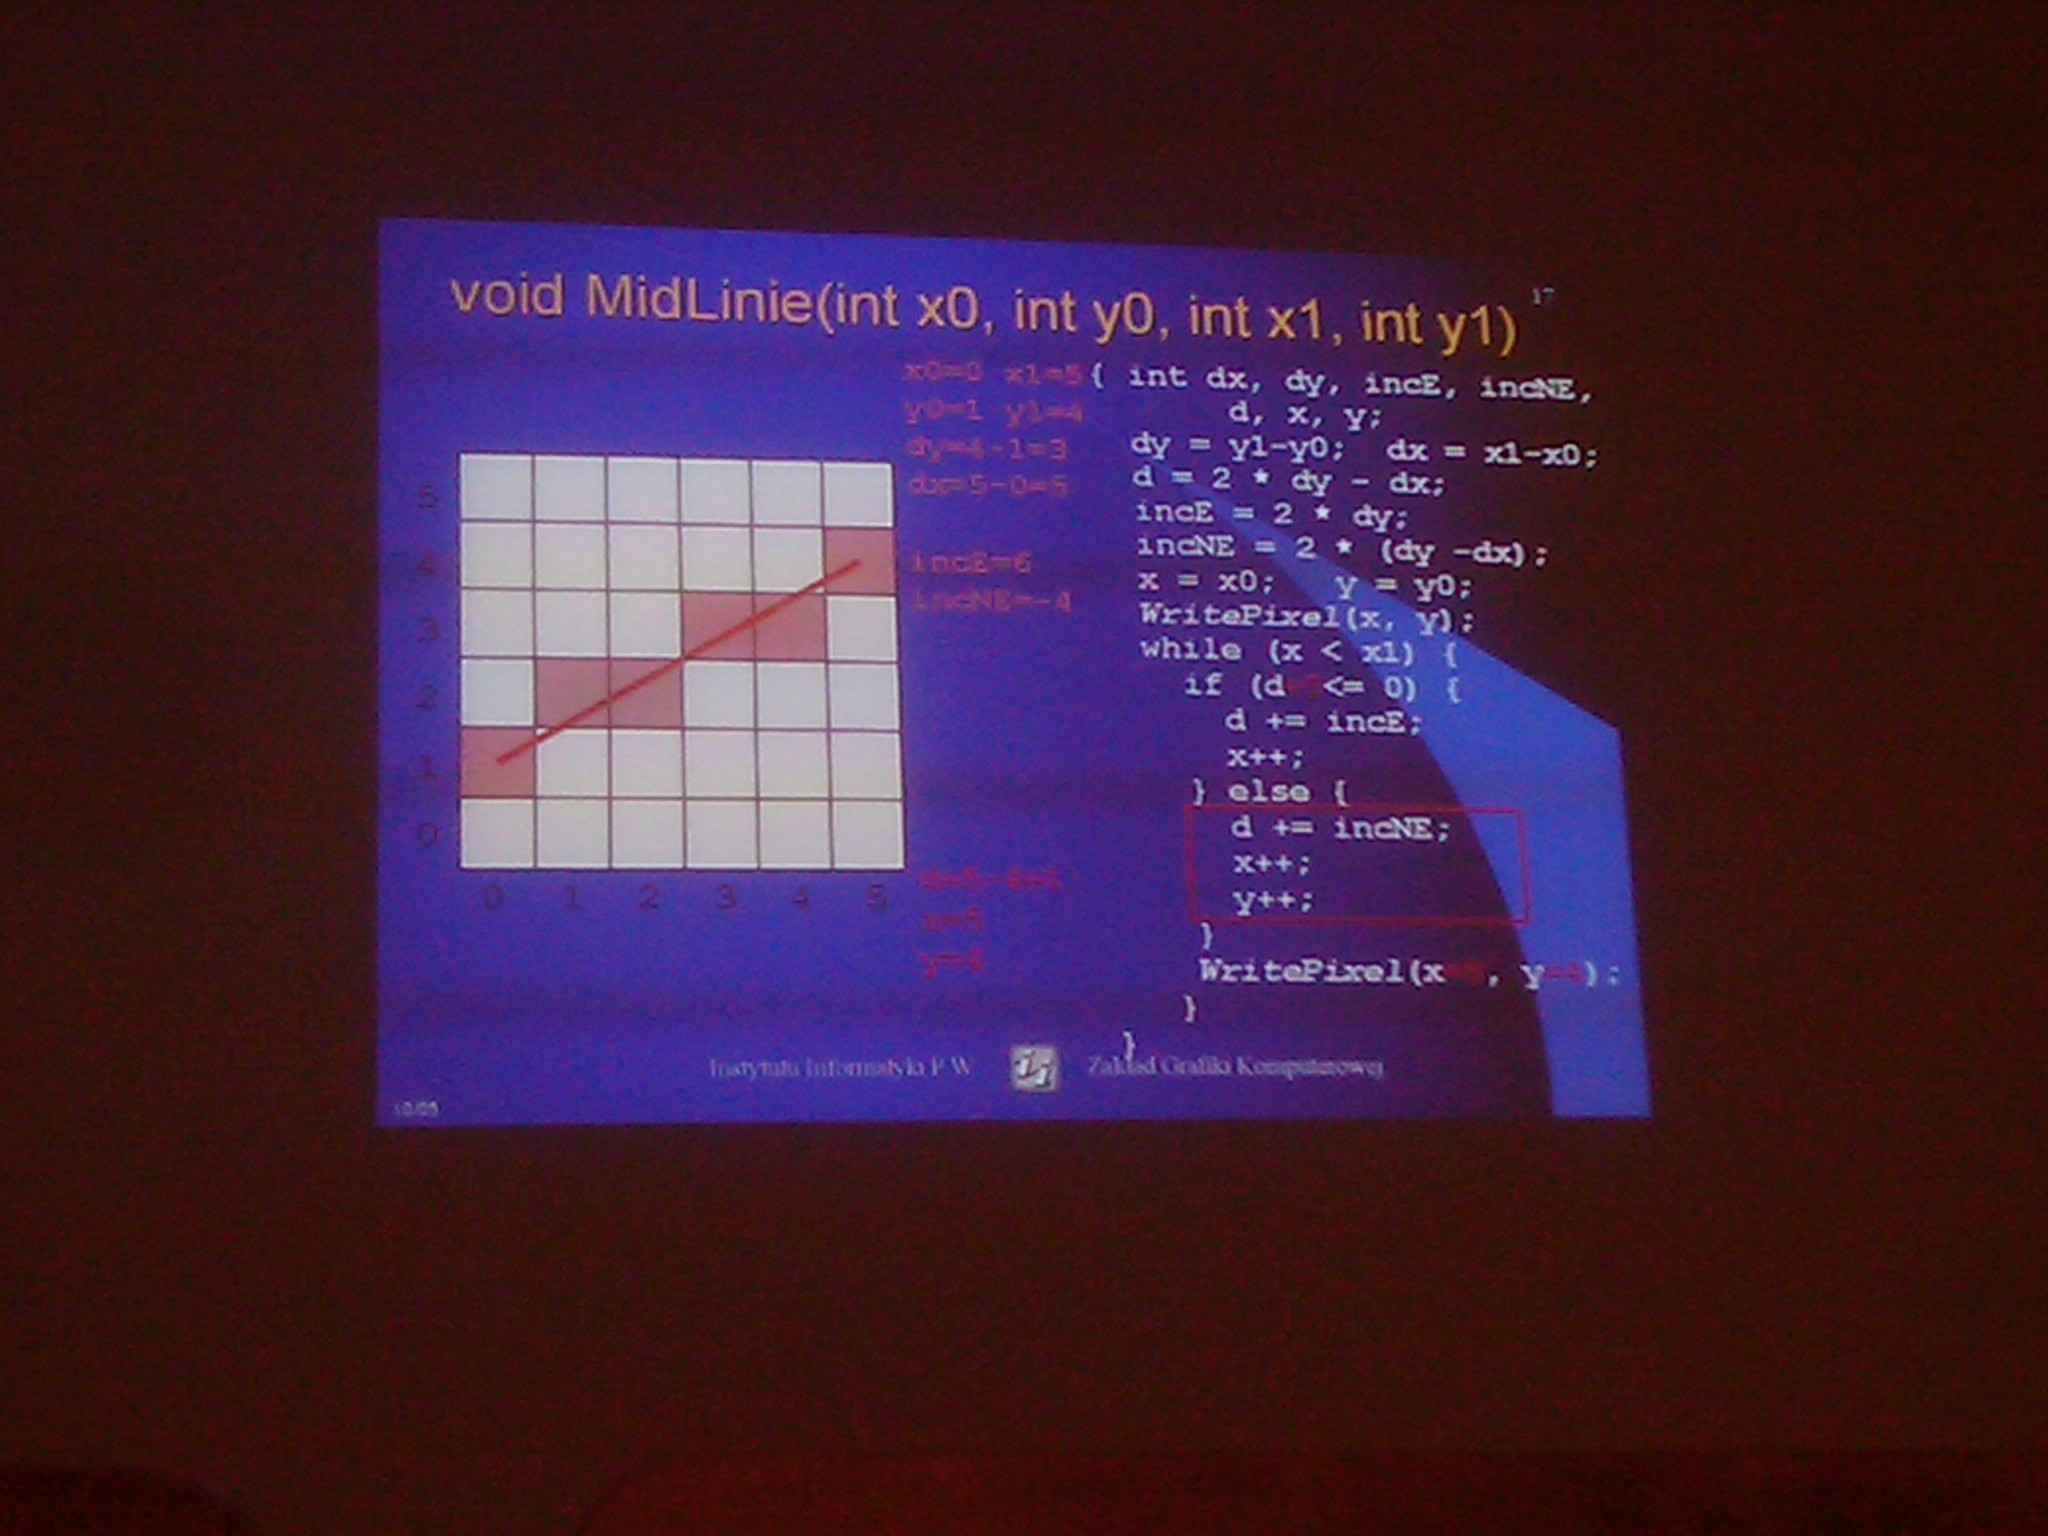 void MidLinie(int x0, int y0, int x1, int y1)
17
x0=0 x1=5
y0=1 y1=4
dy=4-1=3
dx=5-0=5
incE=6
incNE=-4
{ int dx, dy, incE, incNE,
d, x, y;
dy = y1-y0; dx = x1-x0;
d = 2 * dy - dx;
incE = 2 * dy;
incNE = 2 * (dy -dx);
x = x0; y = y0;
WritePixel(x, y);
while (x < x1) {
if (d <= 0) {
d += incE;
x++;
} else {
d += incNE;
x++;
y++;
}
WritePixel(x , y );
}
}
5
4
3
2
1
0
0 1 2 3 4 5
x=5
y=4
Instytutu Informatyki P W
Zakład Grafiki Komputerowej
10/05